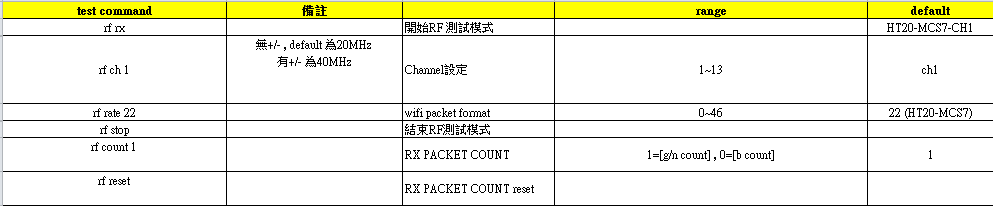 test command 備註 range default
rf rx 開始RF 測試模式 HT20-MCS7-CH1
rf ch 1 無+/- , default 為20MHz
有+/- 為40MHz Channel設定 1~13 ch1
rf rate 22 wifi packet format 0~46 22 (HT20-MCS7)
rf stop 結束RF測試模式
rf count 1 RX PACKET COUNT 1=[g/n count] , 0=[b count] 1
rf reset RX PACKET COUNT reset